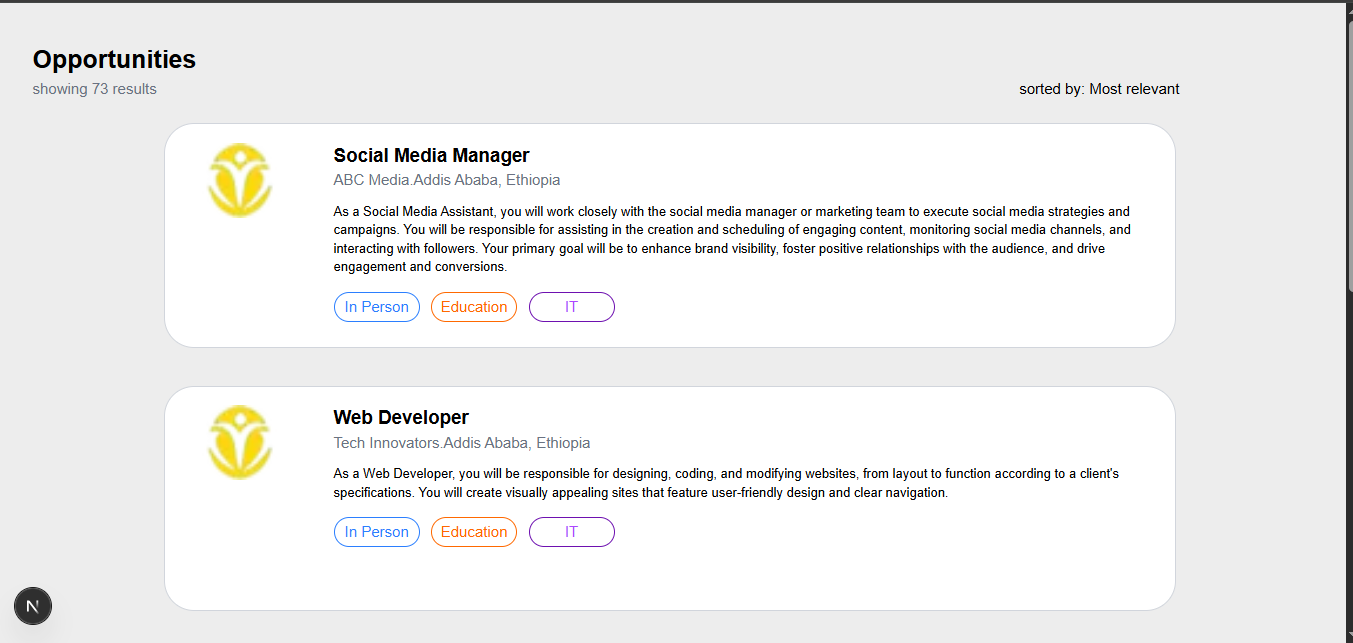 Opportunities
showing 73 results
sorted by: Most relevant
Social Media Manager
ABC Media.Addis Ababa, Ethiopia
As a Social Media Assistant, you will work closely with the social media manager or marketing team to execute social media strategies and
campaigns. You will be responsible for assisting in the creation and scheduling of engaging content, monitoring social media channels, and
interacting with followers. Your primary goal will be to enhance brand visibility, foster positive relationships with the audience, and drive
engagement and conversions.
In Person Education IT
Web Developer
Tech Innovators.Addis Ababa, Ethiopia
As a Web Developer, you will be responsible for designing, coding, and modifying websites, from layout to function according to a client's
specifications. You will create visually appealing sites that feature user-friendly design and clear navigation.
In Person Education IT
N